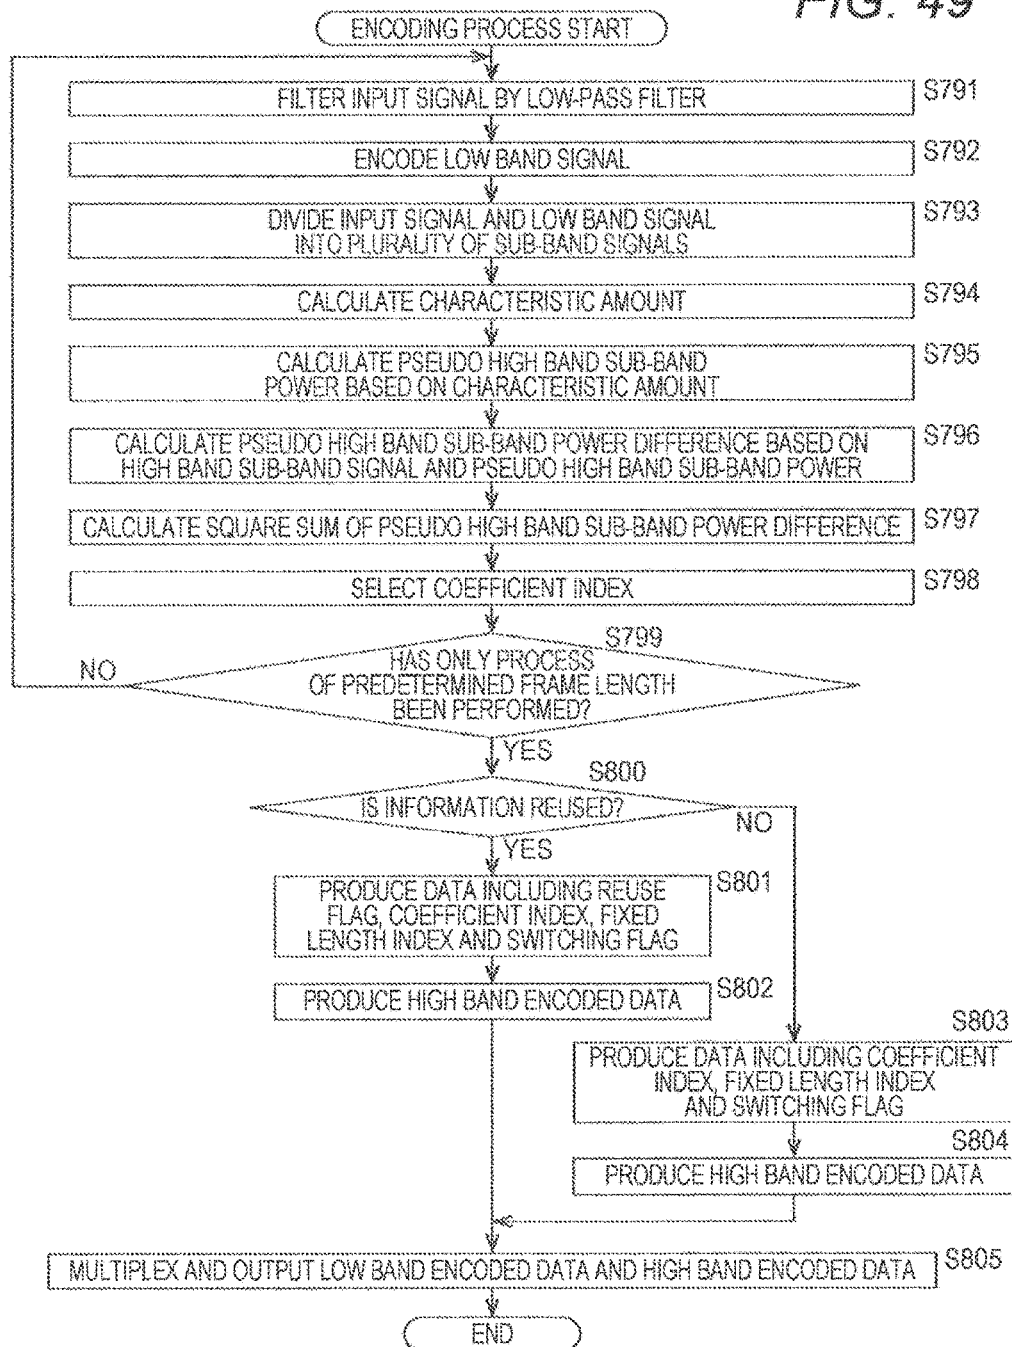 FIG. 49
ENCODING PROCESS START
FILTER INPUT SIGNAL BY LOW-PASS FILTER
S791
ENCODE LOW BAND SIGNAL
S792
DIVIDE INPUT SIGNAL AND LOW BAND SIGNAL
INTO PLURALITY OF SUB-BAND SIGNALS
S793
CALCULATE CHARACTERISTIC AMOUNT
S794
CALCULATE PSEUDO HIGH BAND SUB-BAND
POWER BASED ON CHARACTERISTIC AMOUNT
S795
CALCULATE PSEUDO HIGH BAND SUB-BAND POWER DIFFERENCE BASED ON
HIGH BAND SUB-BAND SIGNAL AND PSEUDO HIGH BAND SUB-BAND POWER
S796
CALCULATE SQUARE SUM OF PSEUDO HIGH BAND SUB-BAND POWER DIFFERENCE
S797
SELECT COEFFICIENT INDEX
S798
S799
HAS ONLY PROCESS
OF PREDETERMINED FRAME LENGTH
BEEN PERFORMED?
NO
YES
S800
IS INFORMATION REUSED?
NO
YES
S801
PRODUCE DATA INCLUDING REUSE
FLAG, COEFFICIENT INDEX, FIXED
LENGTH INDEX AND SWITCHING FLAG
PRODUCE HIGH BAND ENCODED DATA
S802
S803
PRODUCE DATA INCLUDING COEFFICIENT
INDEX, FIXED LENGTH INDEX
AND SWITCHING FLAG
S804
PRODUCE HIGH BAND ENCODED DATA
MULTIPLEX AND OUTPUT LOW BAND ENCODED DATA AND HIGH BAND ENCODED DATA
S805
END